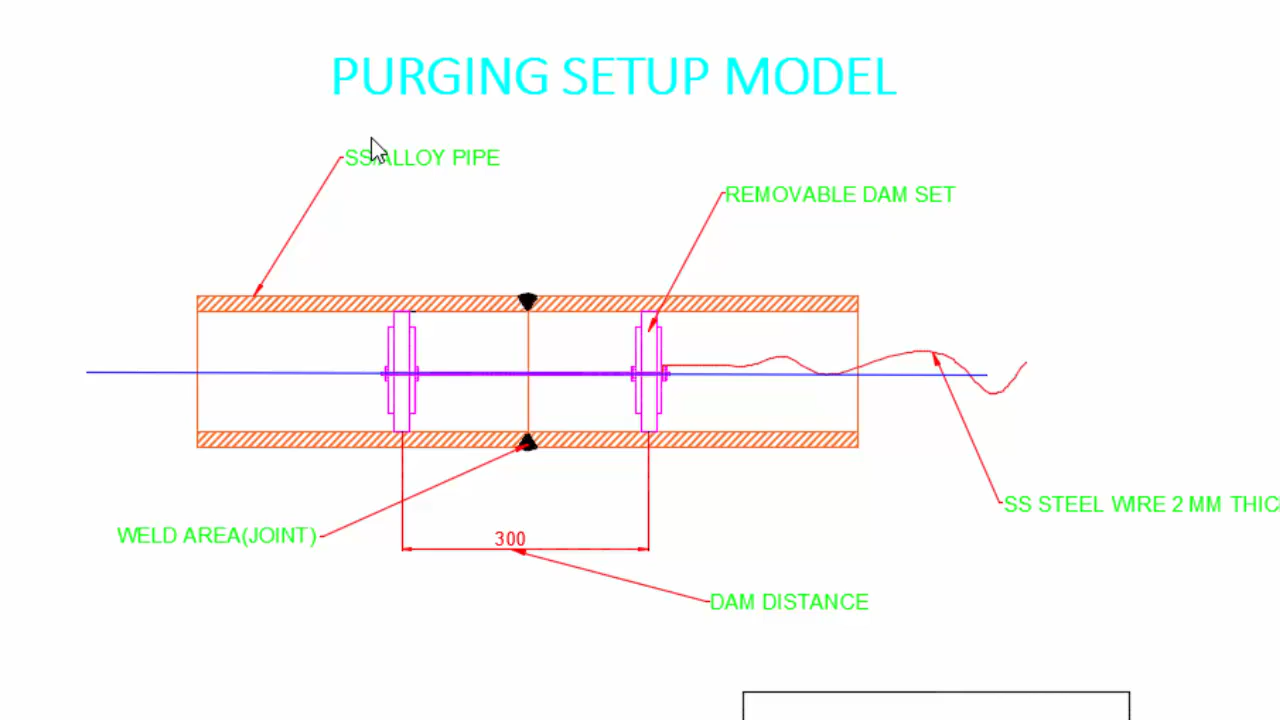 PURGING SETUP MODEL
SS/ALLOY PIPE
REMOVABLE DAM SET
SS STEEL WIRE 2 MM THIC
WELD AREA(JOINT)
300
DAM DISTANCE